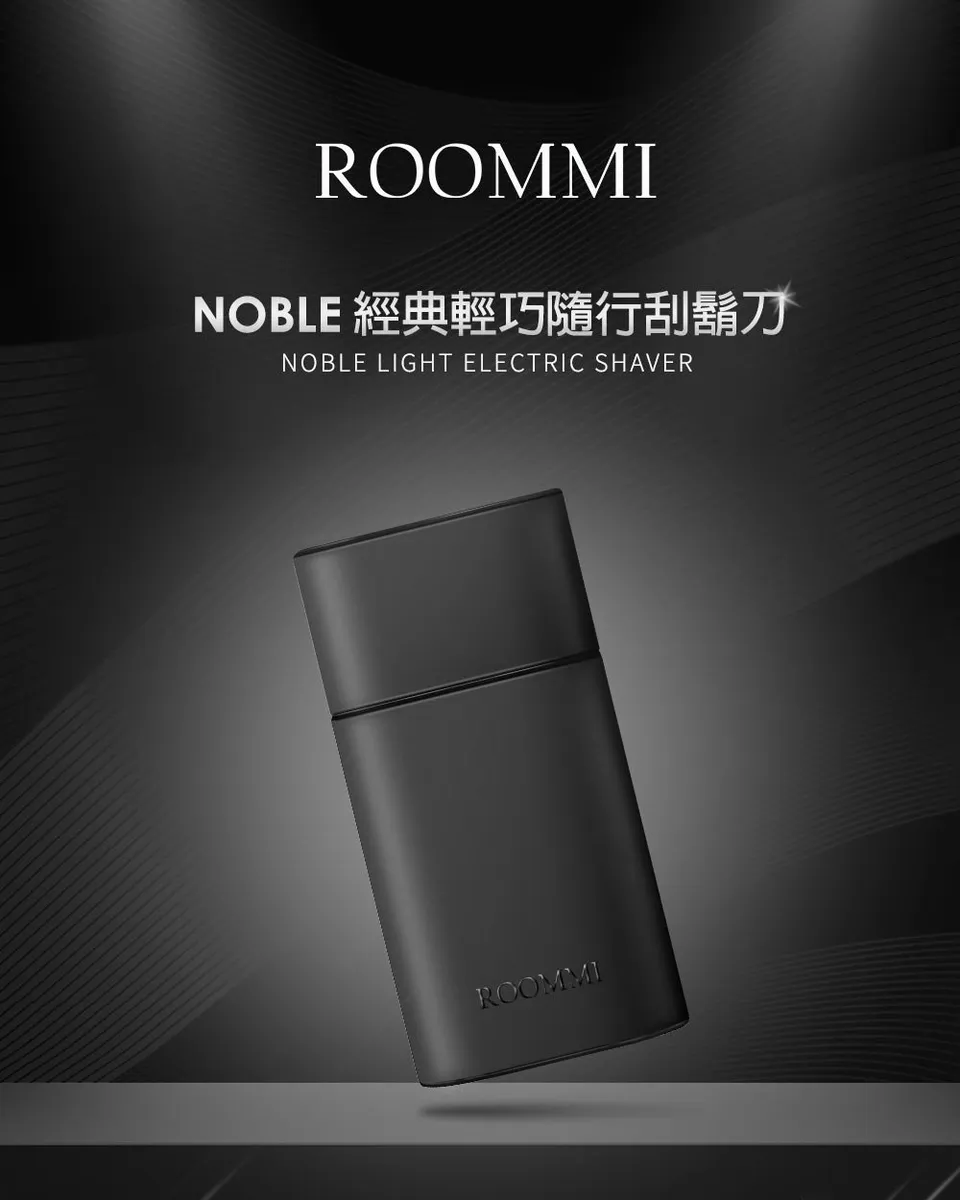 ROOMMI
NOBLE 經典輕巧隨行刮鬍刀
NOBLE LIGHT ELECTRIC SHAVER
ROOMMI